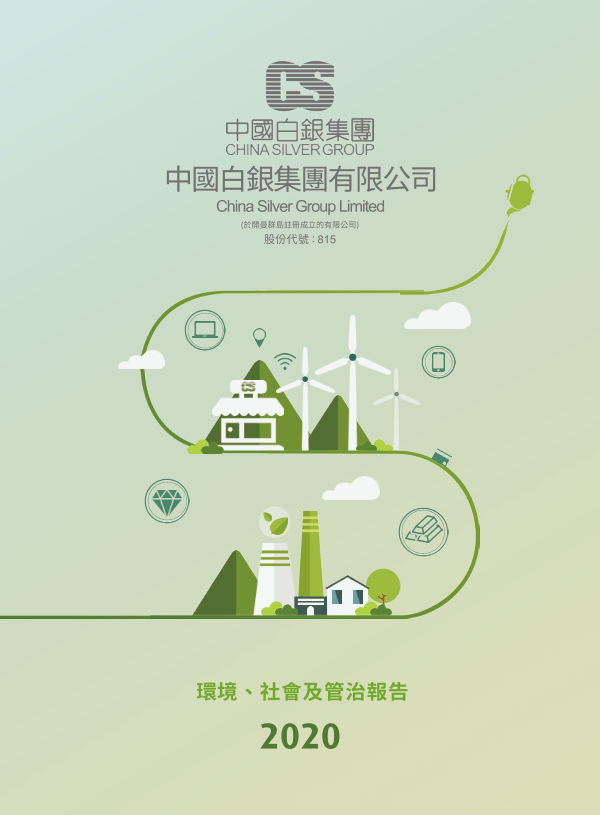 CS
中國白銀集團
CHINA SILVER GROUP
中國白銀集團有限公司
China Silver Group Limited
(於開曼群島註冊成立的有限公司)
股份代號：815
CS
環境、社會及管治報告
2020